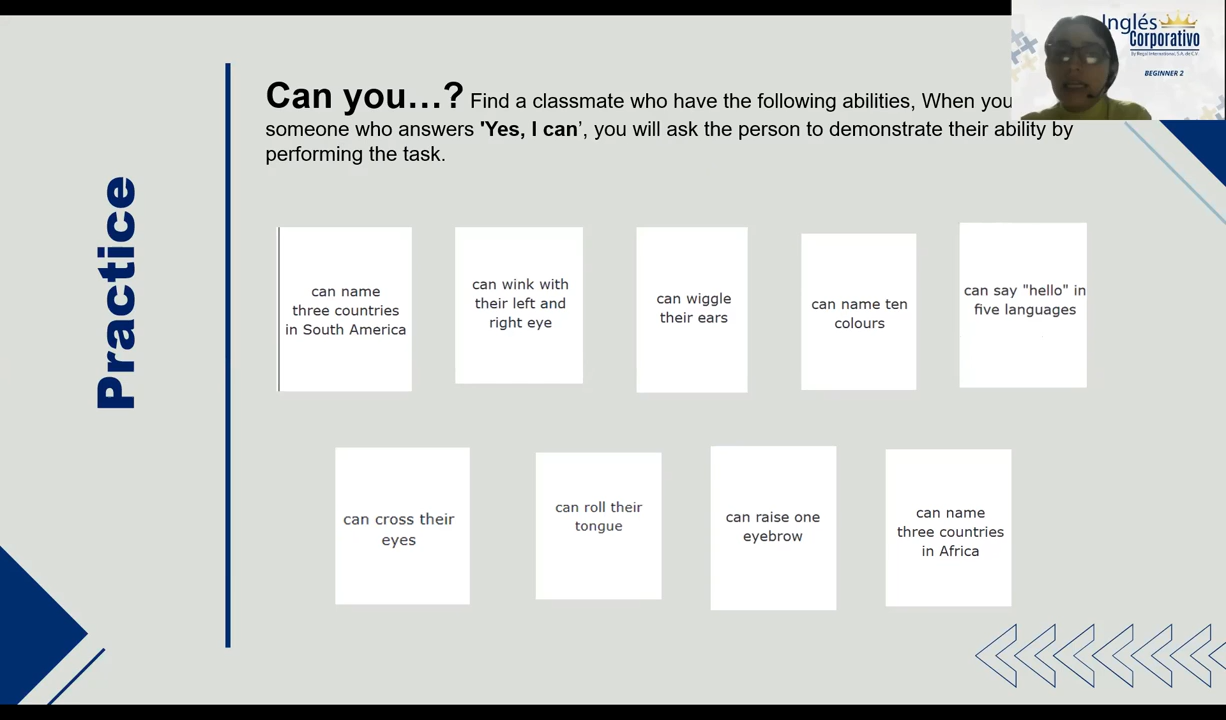 Inglés
Corporativo
By Regal International, S.A. de C.V.
BEGINNER 2
Practice
Can you…? Find a classmate who have the following abilities, When you
someone who answers 'Yes, I can’, you will ask the person to demonstrate their ability by
performing the task.
can name
three countries
in South America
can wink with
their left and
right eye
can wiggle
their ears
can name ten
colours
can say "hello" in
five languages
can cross their
eyes
can roll their
tongue
can raise one
eyebrow
can name
three countries
in Africa